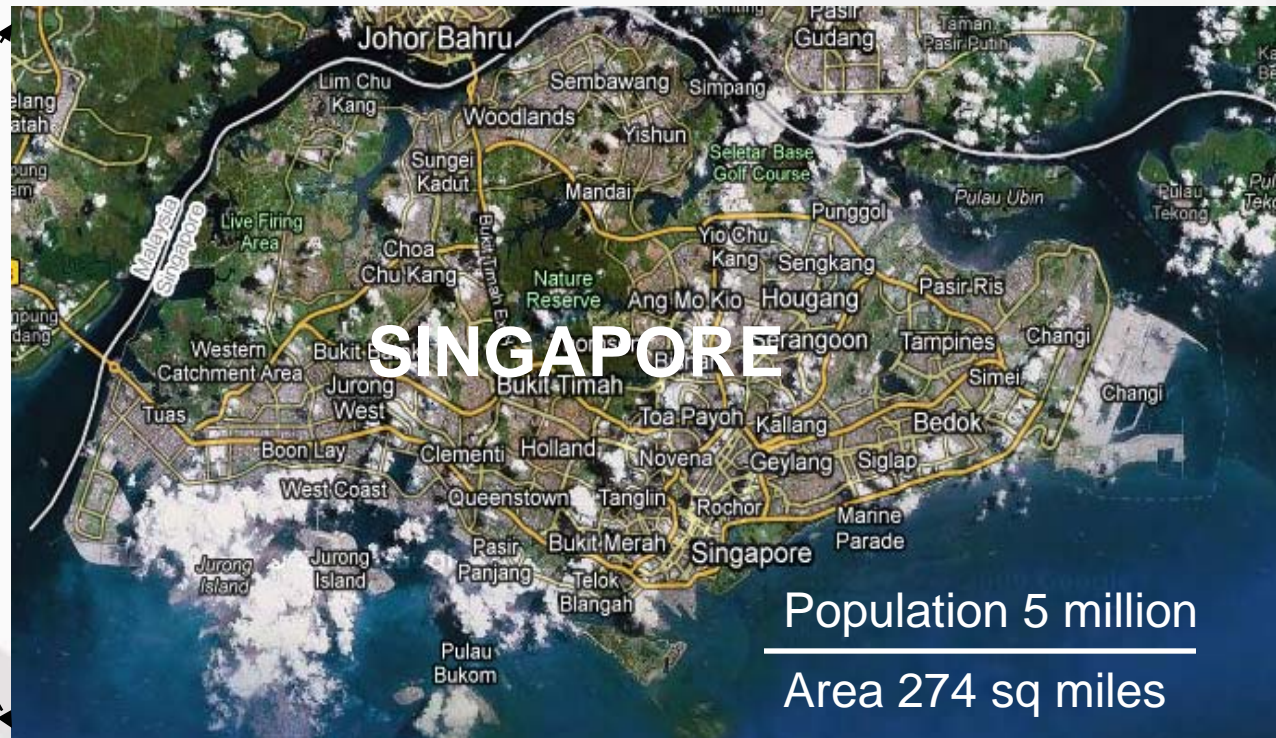 Johor Bahru
Pasir
Gudang
Taman
Pasir Putih
Lim Chu
Kang
Sembawang
Simpang
elang
atah
Woodlands
Yishun
Seletar Base
Golf Course
Sungei
Kadut
Mandai
Pulau Ubin
Pulau
Tekong
Malaysia
Singapore
Live Firing
Area
Punggol
Choa
Chu Kang
Yio Chu
Kang
Sengkang
Nature
Reserve
Ang Mo Kio
Hougang
Pasir Ris
SINGAPORE
Serangoon
Tampines
Changi
Western
Catchment Area
Jurong
West
Bukit Timah
Simei
Changi
Tuas
Toa Payoh
Kallang
Bedok
Boon Lay
Clementi
Holland
Novena
Geylang
Siglap
West Coast
Queenstown
Tanglin
Rochor
Marine
Parade
Jurong
Island
Jurong
Island
Pasir
Panjang
Bukit Merah
Singapore
Telok
Blangah
Pulau
Bukom
Population 5 million
Area 274 sq miles